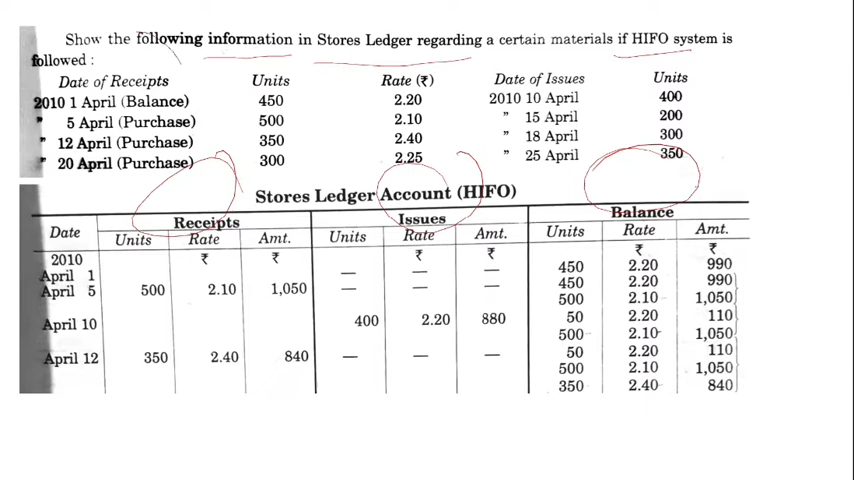 Show the following information in Stores Ledger regarding a certain materials if HIFO system is
followed :
Date of Receipts Units Rate (₹) Date of Issues Units
2010 1 April (Balance) 450 2.20 2010 10 April 400
" 5 April (Purchase) 500 2.10 " 15 April 200
" 12 April (Purchase) 350 2.40 " 18 April 300
" 20 April (Purchase) 300 2.25 " 25 April 350
Stores Ledger Account (HIFO)
Date Receipts Issues Balance
Units Rate Amt. Units Rate Amt. Units Rate Amt.
2010 ₹ ₹ ₹ ₹ ₹ ₹
April 1 — — — 450 2.20 990
April 5 500 2.10 1,050 — — — 450 2.20 990
500 2.10 1,050
April 10 400 2.20 880 50 2.20 110
500 2.10 1,050
April 12 350 2.40 840 — — — 50 2.20 110
500 2.10 1,050
350 2.40 840